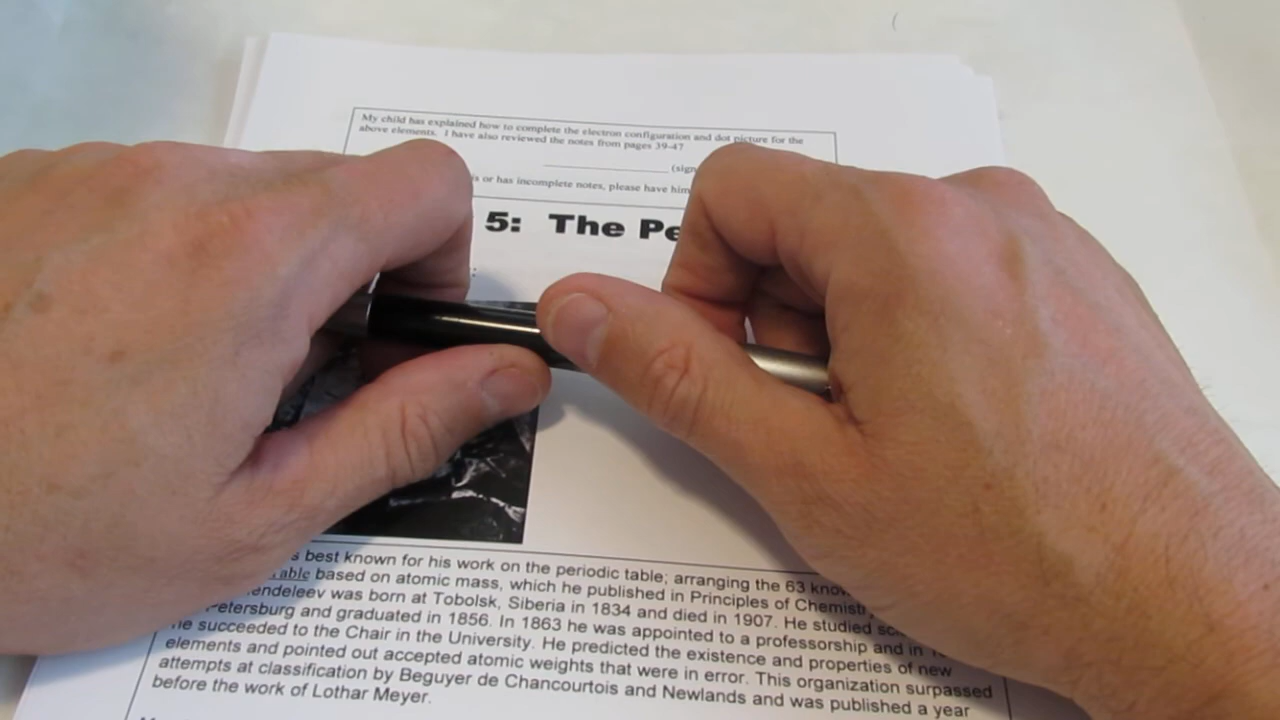 My child has explained how to complete the electron configuration and dot picture for the
above elements. I have also reviewed the notes from pages 39-47
(sign
is or has incomplete notes, please have him
5: The Pe
:
s best known for his work on the periodic table; arranging the 63 know
able based on atomic mass, which he published in Principles of Chemistry,
endeleev was born at Tobolsk, Siberia in 1834 and died in 1907. He studied sc
Petersburg and graduated in 1856. In 1863 he was appointed to a professorship and in
he succeeded to the Chair in the University. He predicted the existence and properties of new
elements and pointed out accepted atomic weights that were in error. This organization surpassed
attempts at classification by Beguyer de Chancourtois and Newlands and was published a year
before the work of Lothar Meyer.